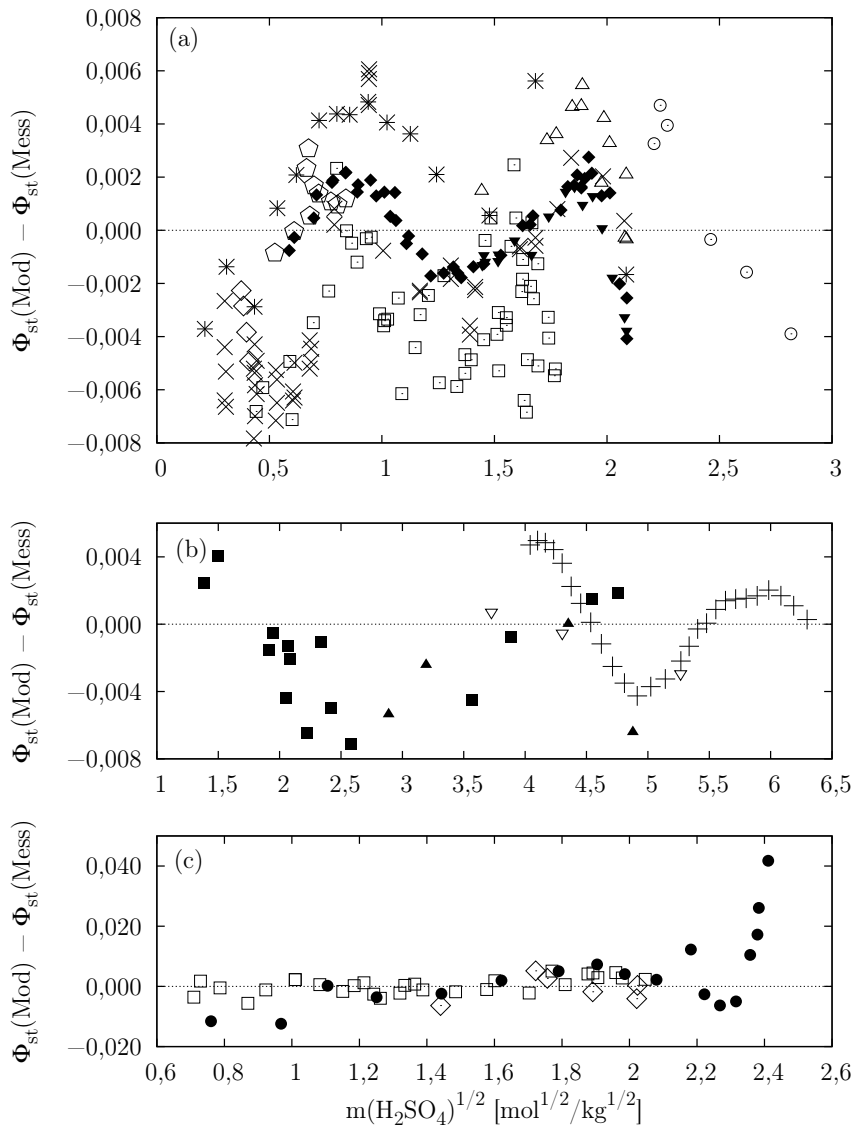 (a)
Φst(Mod) − Φst(Mess)
0,008
0,006
0,004
0,002
0,000
−0,002
−0,004
−0,006
−0,008
0 0,5 1 1,5 2 2,5 3
(b)
Φst(Mod) − Φst(Mess)
0,004
0,000
−0,004
−0,008
1 1,5 2 2,5 3 3,5 4 4,5 5 5,5 6 6,5
(c)
Φst(Mod) − Φst(Mess)
0,040
0,020
0,000
−0,020
0,6 0,8 1 1,2 1,4 1,6 1,8 2 2,2 2,4 2,6
m(H₂SO₄)^1/2 [mol^1/2/kg^1/2]